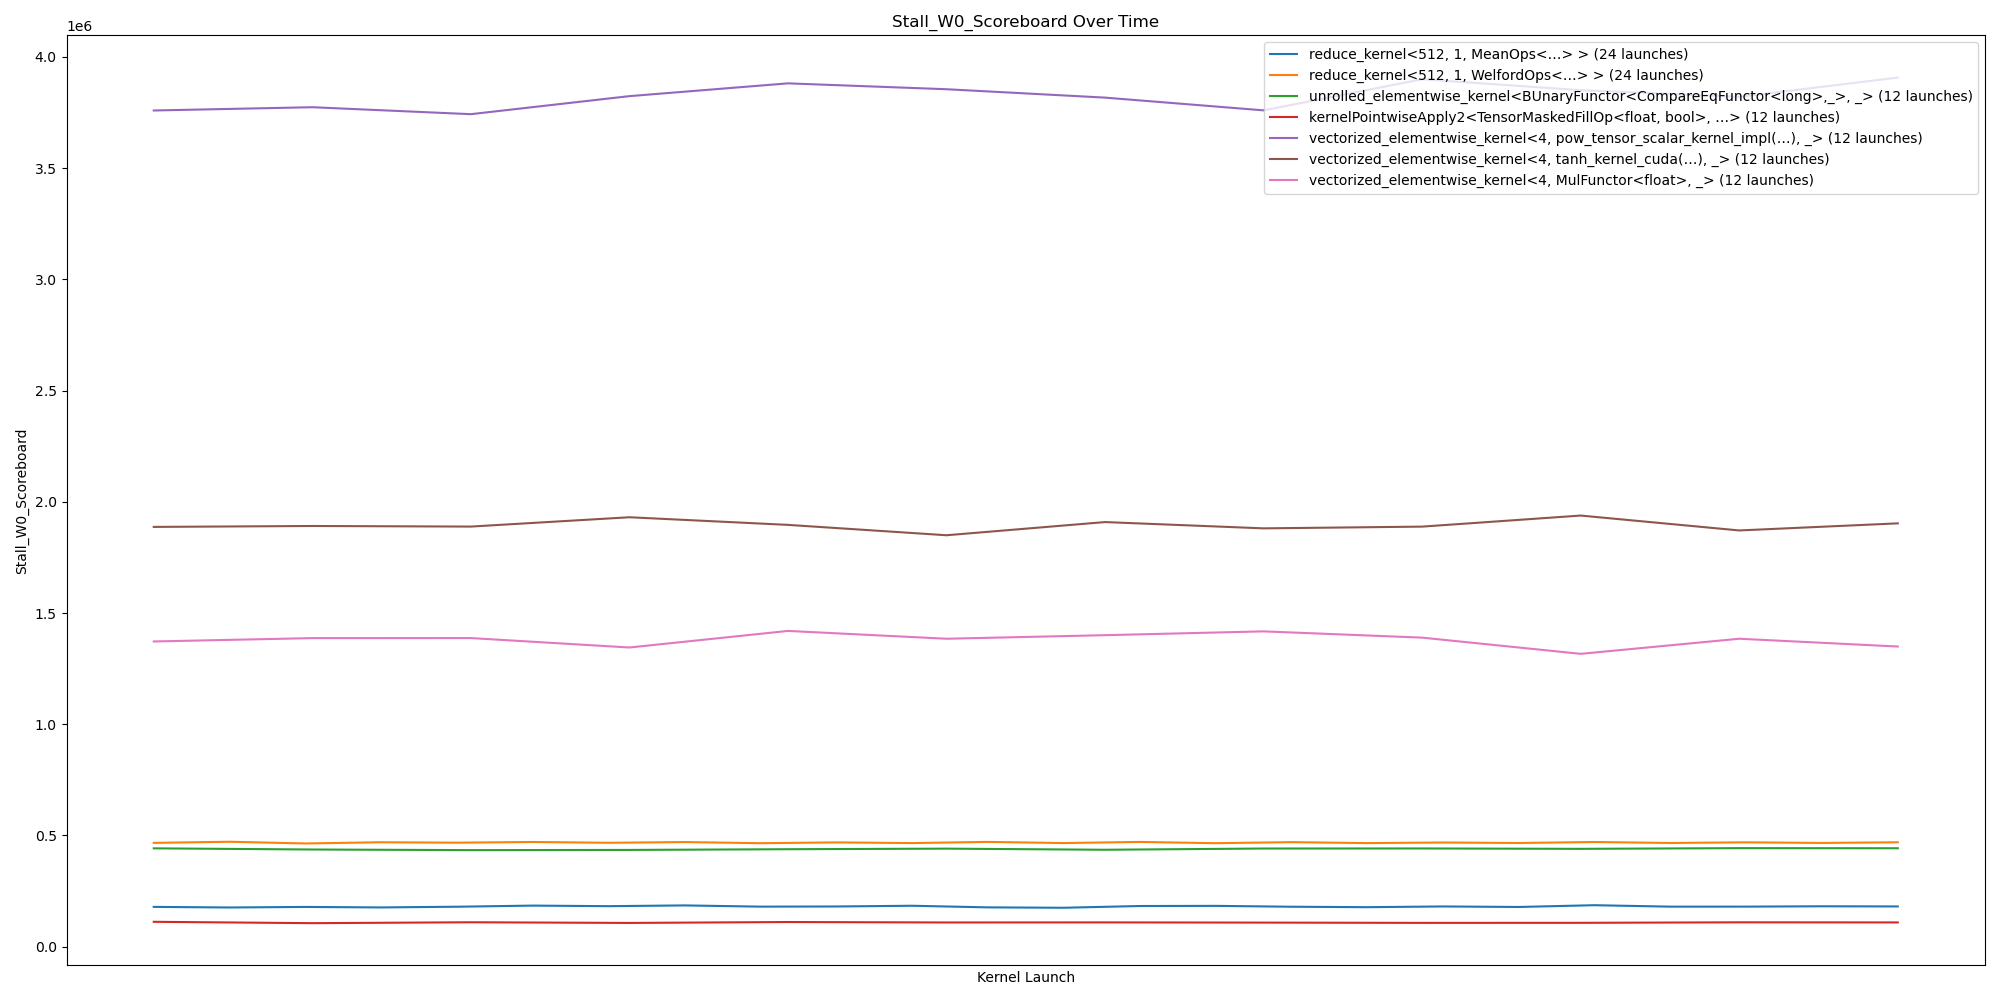 Stall_W0_Scoreboard Over Time
1e6
4.0
3.5
3.0
2.5
2.0
1.5
1.0
0.5
0.0
Stall_W0_Scoreboard
Kernel Launch
reduce_kernel<512, 1, MeanOps<...> > (24 launches)
reduce_kernel<512, 1, WelfordOps<...> > (24 launches)
unrolled_elementwise_kernel<BUnaryFunctor<CompareEqFunctor<long>,_>, _> (12 launches)
kernelPointwiseApply2<TensorMaskedFillOp<float, bool>, ...> (12 launches)
vectorized_elementwise_kernel<4, pow_tensor_scalar_kernel_impl(...), _> (12 launches)
vectorized_elementwise_kernel<4, tanh_kernel_cuda(...), _> (12 launches)
vectorized_elementwise_kernel<4, MulFunctor<float>, _> (12 launches)